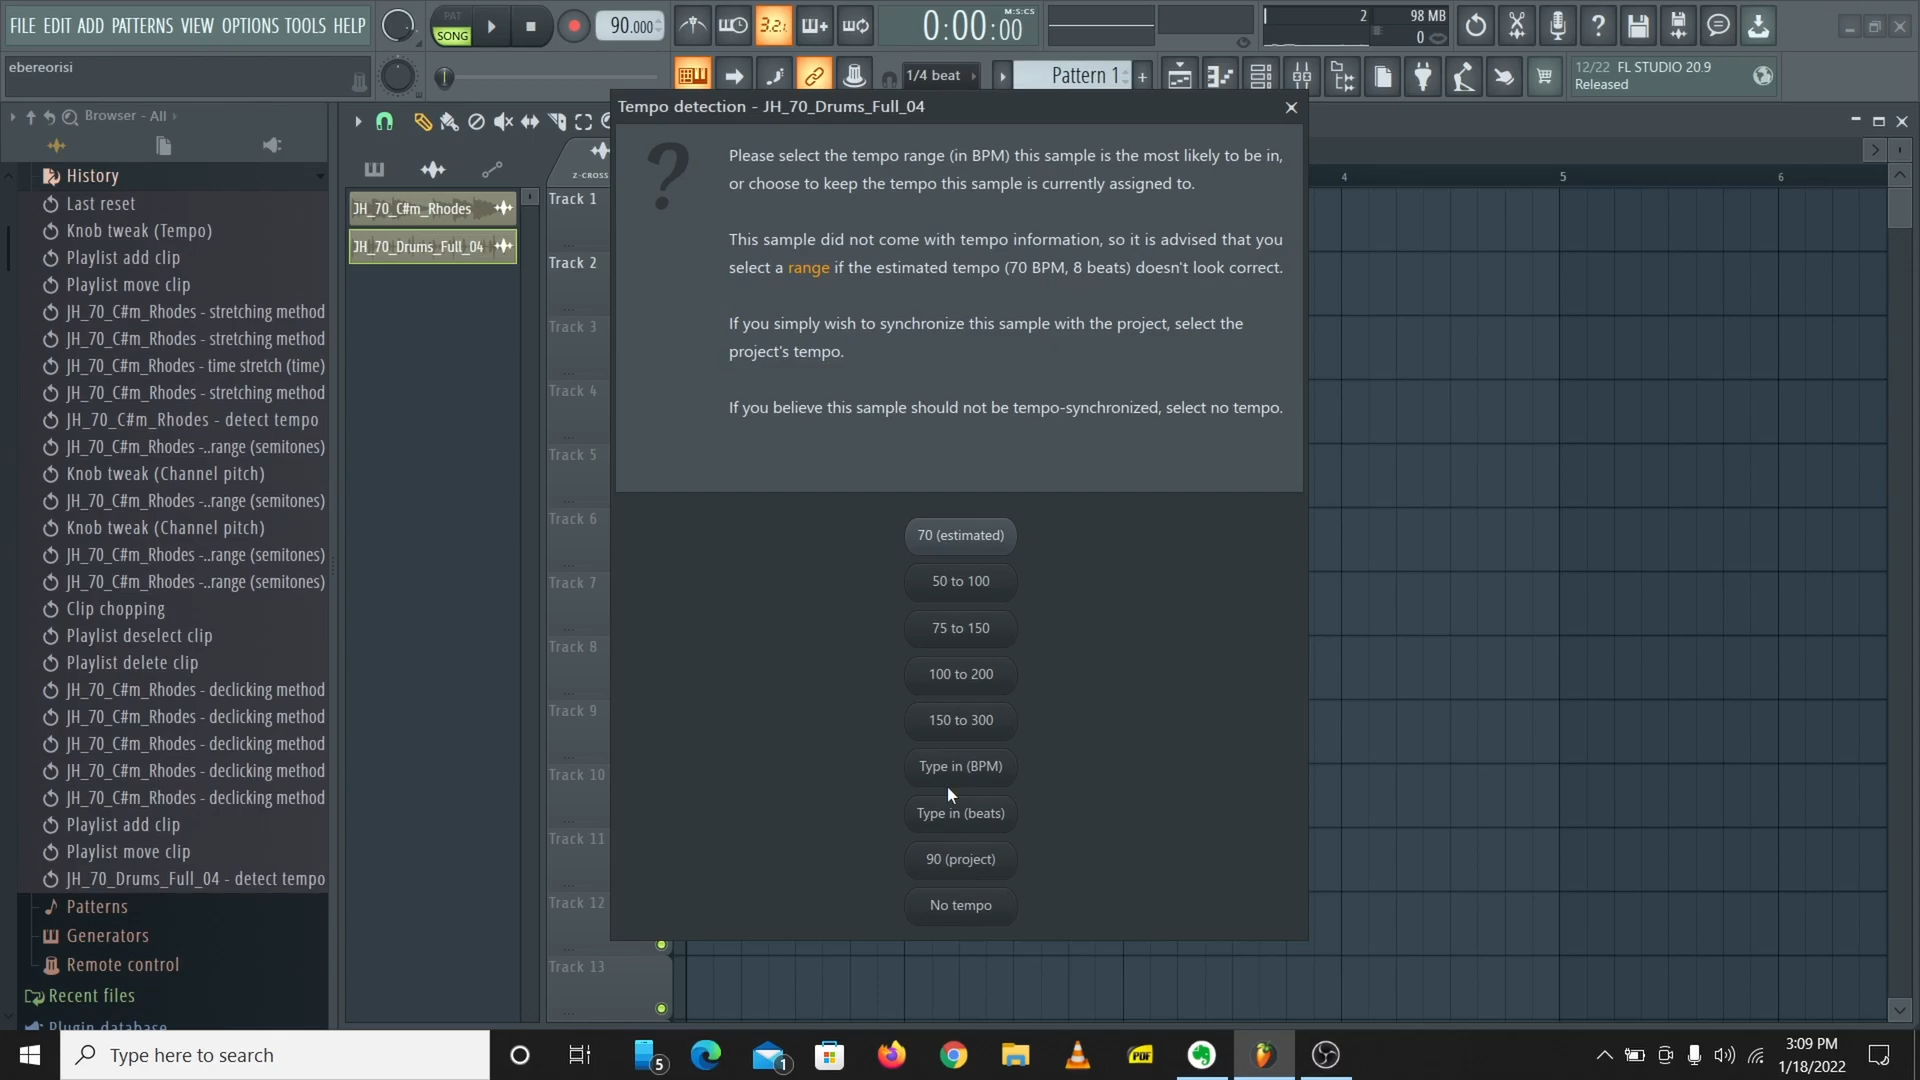 FILE EDIT ADD PATTERNS VIEW OPTIONS TOOLS HELP
PAT
SONG
90.000
3.2.
M:S:CS
0:00:00
2
98 MB
0
ebereorisi
1/4 beat
Pattern 1
12/22 FL STUDIO 20.9
Released
Browser - All
History
Last reset
Knob tweak (Tempo)
Playlist add clip
Playlist move clip
JH_70_C#m_Rhodes - stretching method
JH_70_C#m_Rhodes - stretching method
JH_70_C#m_Rhodes - time stretch (time)
JH_70_C#m_Rhodes - stretching method
JH_70_C#m_Rhodes - detect tempo
JH_70_C#m_Rhodes -..range (semitones)
Knob tweak (Channel pitch)
JH_70_C#m_Rhodes -..range (semitones)
Knob tweak (Channel pitch)
JH_70_C#m_Rhodes -..range (semitones)
JH_70_C#m_Rhodes -..range (semitones)
Clip chopping
Playlist deselect clip
Playlist delete clip
JH_70_C#m_Rhodes - declicking method
JH_70_C#m_Rhodes - declicking method
JH_70_C#m_Rhodes - declicking method
JH_70_C#m_Rhodes - declicking method
JH_70_C#m_Rhodes - declicking method
Playlist add clip
Playlist move clip
JH_70_Drums_Full_04 - detect tempo
Patterns
Generators
Remote control
Recent files
Plugin database
JH_70_C#m_Rhodes
JH_70_Drums_Full_04
Z-CROSS
Track 1
Track 2
Track 3
Track 4
Track 5
Track 6
Track 7
Track 8
Track 9
Track 10
Track 11
Track 12
Track 13
4
5
6
Tempo detection - JH_70_Drums_Full_04
Please select the tempo range (in BPM) this sample is the most likely to be in,
or choose to keep the tempo this sample is currently assigned to.
This sample did not come with tempo information, so it is advised that you
select a range if the estimated tempo (70 BPM, 8 beats) doesn't look correct.
If you simply wish to synchronize this sample with the project, select the
project's tempo.
If you believe this sample should not be tempo-synchronized, select no tempo.
70 (estimated)
50 to 100
75 to 150
100 to 200
150 to 300
Type in (BPM)
Type in (beats)
90 (project)
No tempo
Type here to search
5
1
PDF
3:09 PM
1/18/2022